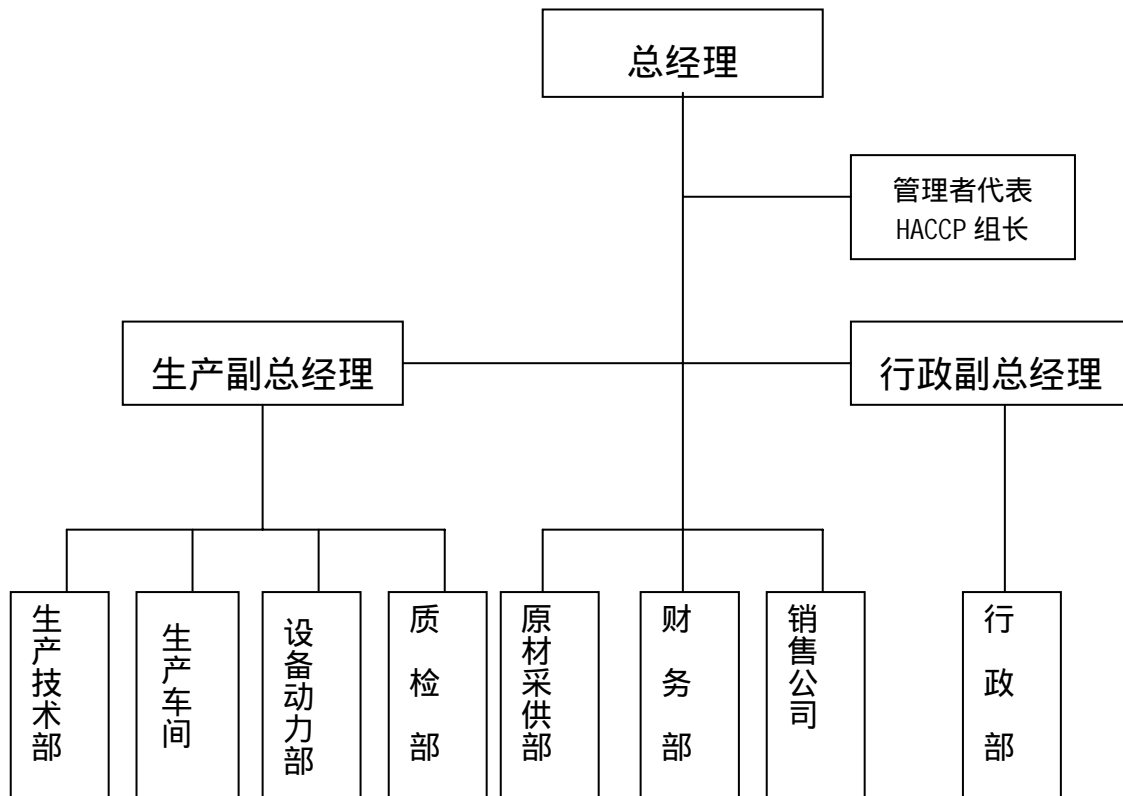 总经理
管理者代表
HACCP 组长
生产副总经理
行政副总经理
生产技术部
生产车间
设备动力部
质检部
原材采供部
财务部
销售公司
行政部